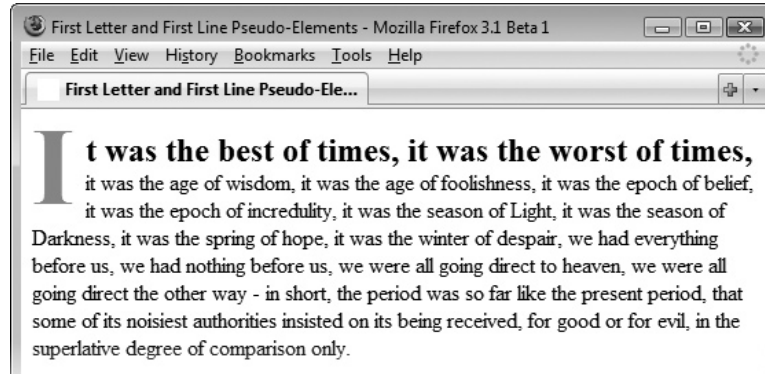 First Letter and First Line Pseudo-Elements - Mozilla Firefox 3.1 Beta 1
File Edit View History Bookmarks Tools Help
First Letter and First Line Pseudo-Ele...
It was the best of times, it was the worst of times,
it was the age of wisdom, it was the age of foolishness, it was the epoch of belief,
it was the epoch of incredulity, it was the season of Light, it was the season of
Darkness, it was the spring of hope, it was the winter of despair, we had everything
before us, we had nothing before us, we were all going direct to heaven, we were all
going direct the other way - in short, the period was so far like the present period, that
some of its noisiest authorities insisted on its being received, for good or for evil, in the
superlative degree of comparison only.